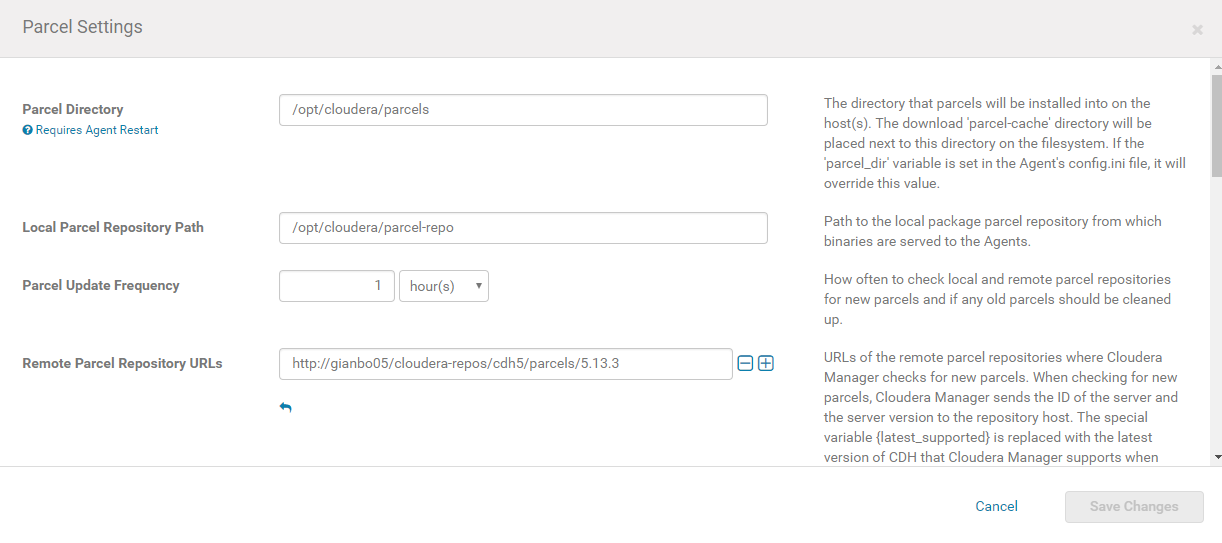 Parcel Settings
Parcel Directory
Requires Agent Restart
/opt/cloudera/parcels
The directory that parcels will be installed into on the
host(s). The download 'parcel-cache' directory will be
placed next to this directory on the filesystem. If the
'parcel_dir' variable is set in the Agent's config.ini file, it will
override this value.
Local Parcel Repository Path
/opt/cloudera/parcel-repo
Path to the local package parcel repository from which
binaries are served to the Agents.
Parcel Update Frequency
1
hour(s)
How often to check local and remote parcel repositories
for new parcels and if any old parcels should be cleaned
up.
Remote Parcel Repository URLs
http://gianbo05/cloudera-repos/cdh5/parcels/5.13.3
URLs of the remote parcel repositories where Cloudera
Manager checks for new parcels. When checking for new
parcels, Cloudera Manager sends the ID of the server and
the server version to the repository host. The special
variable {latest_supported} is replaced with the latest
version of CDH that Cloudera Manager supports when
Cancel
Save Changes